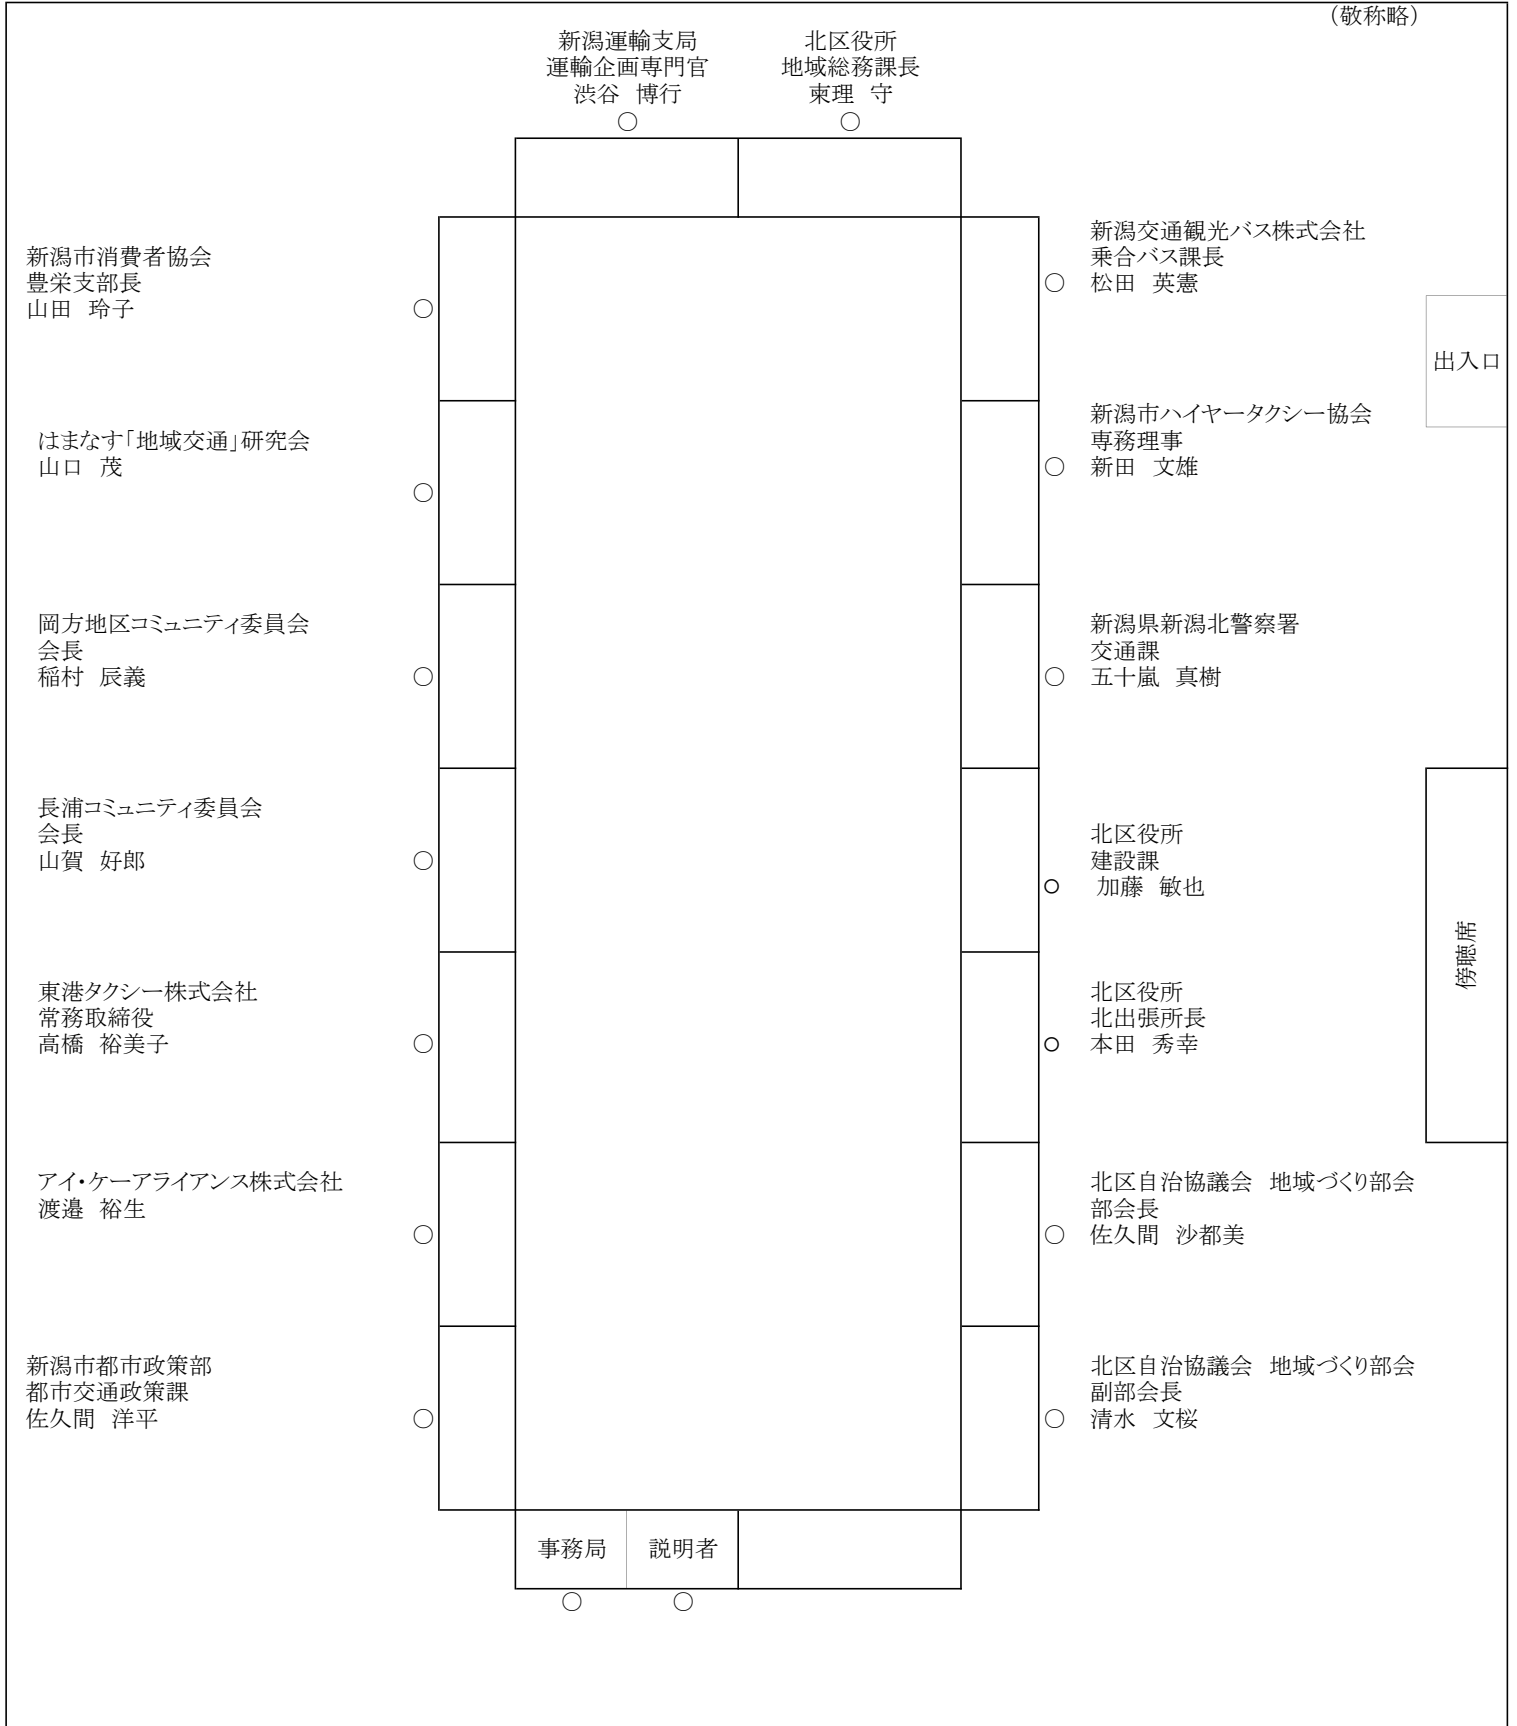 （敬称略）
新潟運輸支局
運輸企画専門官
渋谷　博行
北区役所
地域総務課長
東理　守
新潟市消費者協会
豊栄支部長
山田　玲子
はまなす「地域交通」研究会
山口　茂
岡方地区コミュニティ委員会
会長
稲村　辰義
長浦コミュニティ委員会
会長
山賀　好郎
東港タクシー株式会社
常務取締役
高橋　裕美子
アイ・ケーアライアンス株式会社
渡邉　裕生
新潟市都市政策部
都市交通政策課
佐久間　洋平
新潟交通観光バス株式会社
乗合バス課長
松田　英憲
新潟市ハイヤータクシー協会
専務理事
新田　文雄
新潟県新潟北警察署
交通課
五十嵐　真樹
北区役所
建設課
加藤　敏也
北区役所
北出張所長
本田　秀幸
北区自治協議会　地域づくり部会
部会長
佐久間　沙都美
北区自治協議会　地域づくり部会
副部会長
清水　文桜
出入口
傍聴席
事務局
説明者